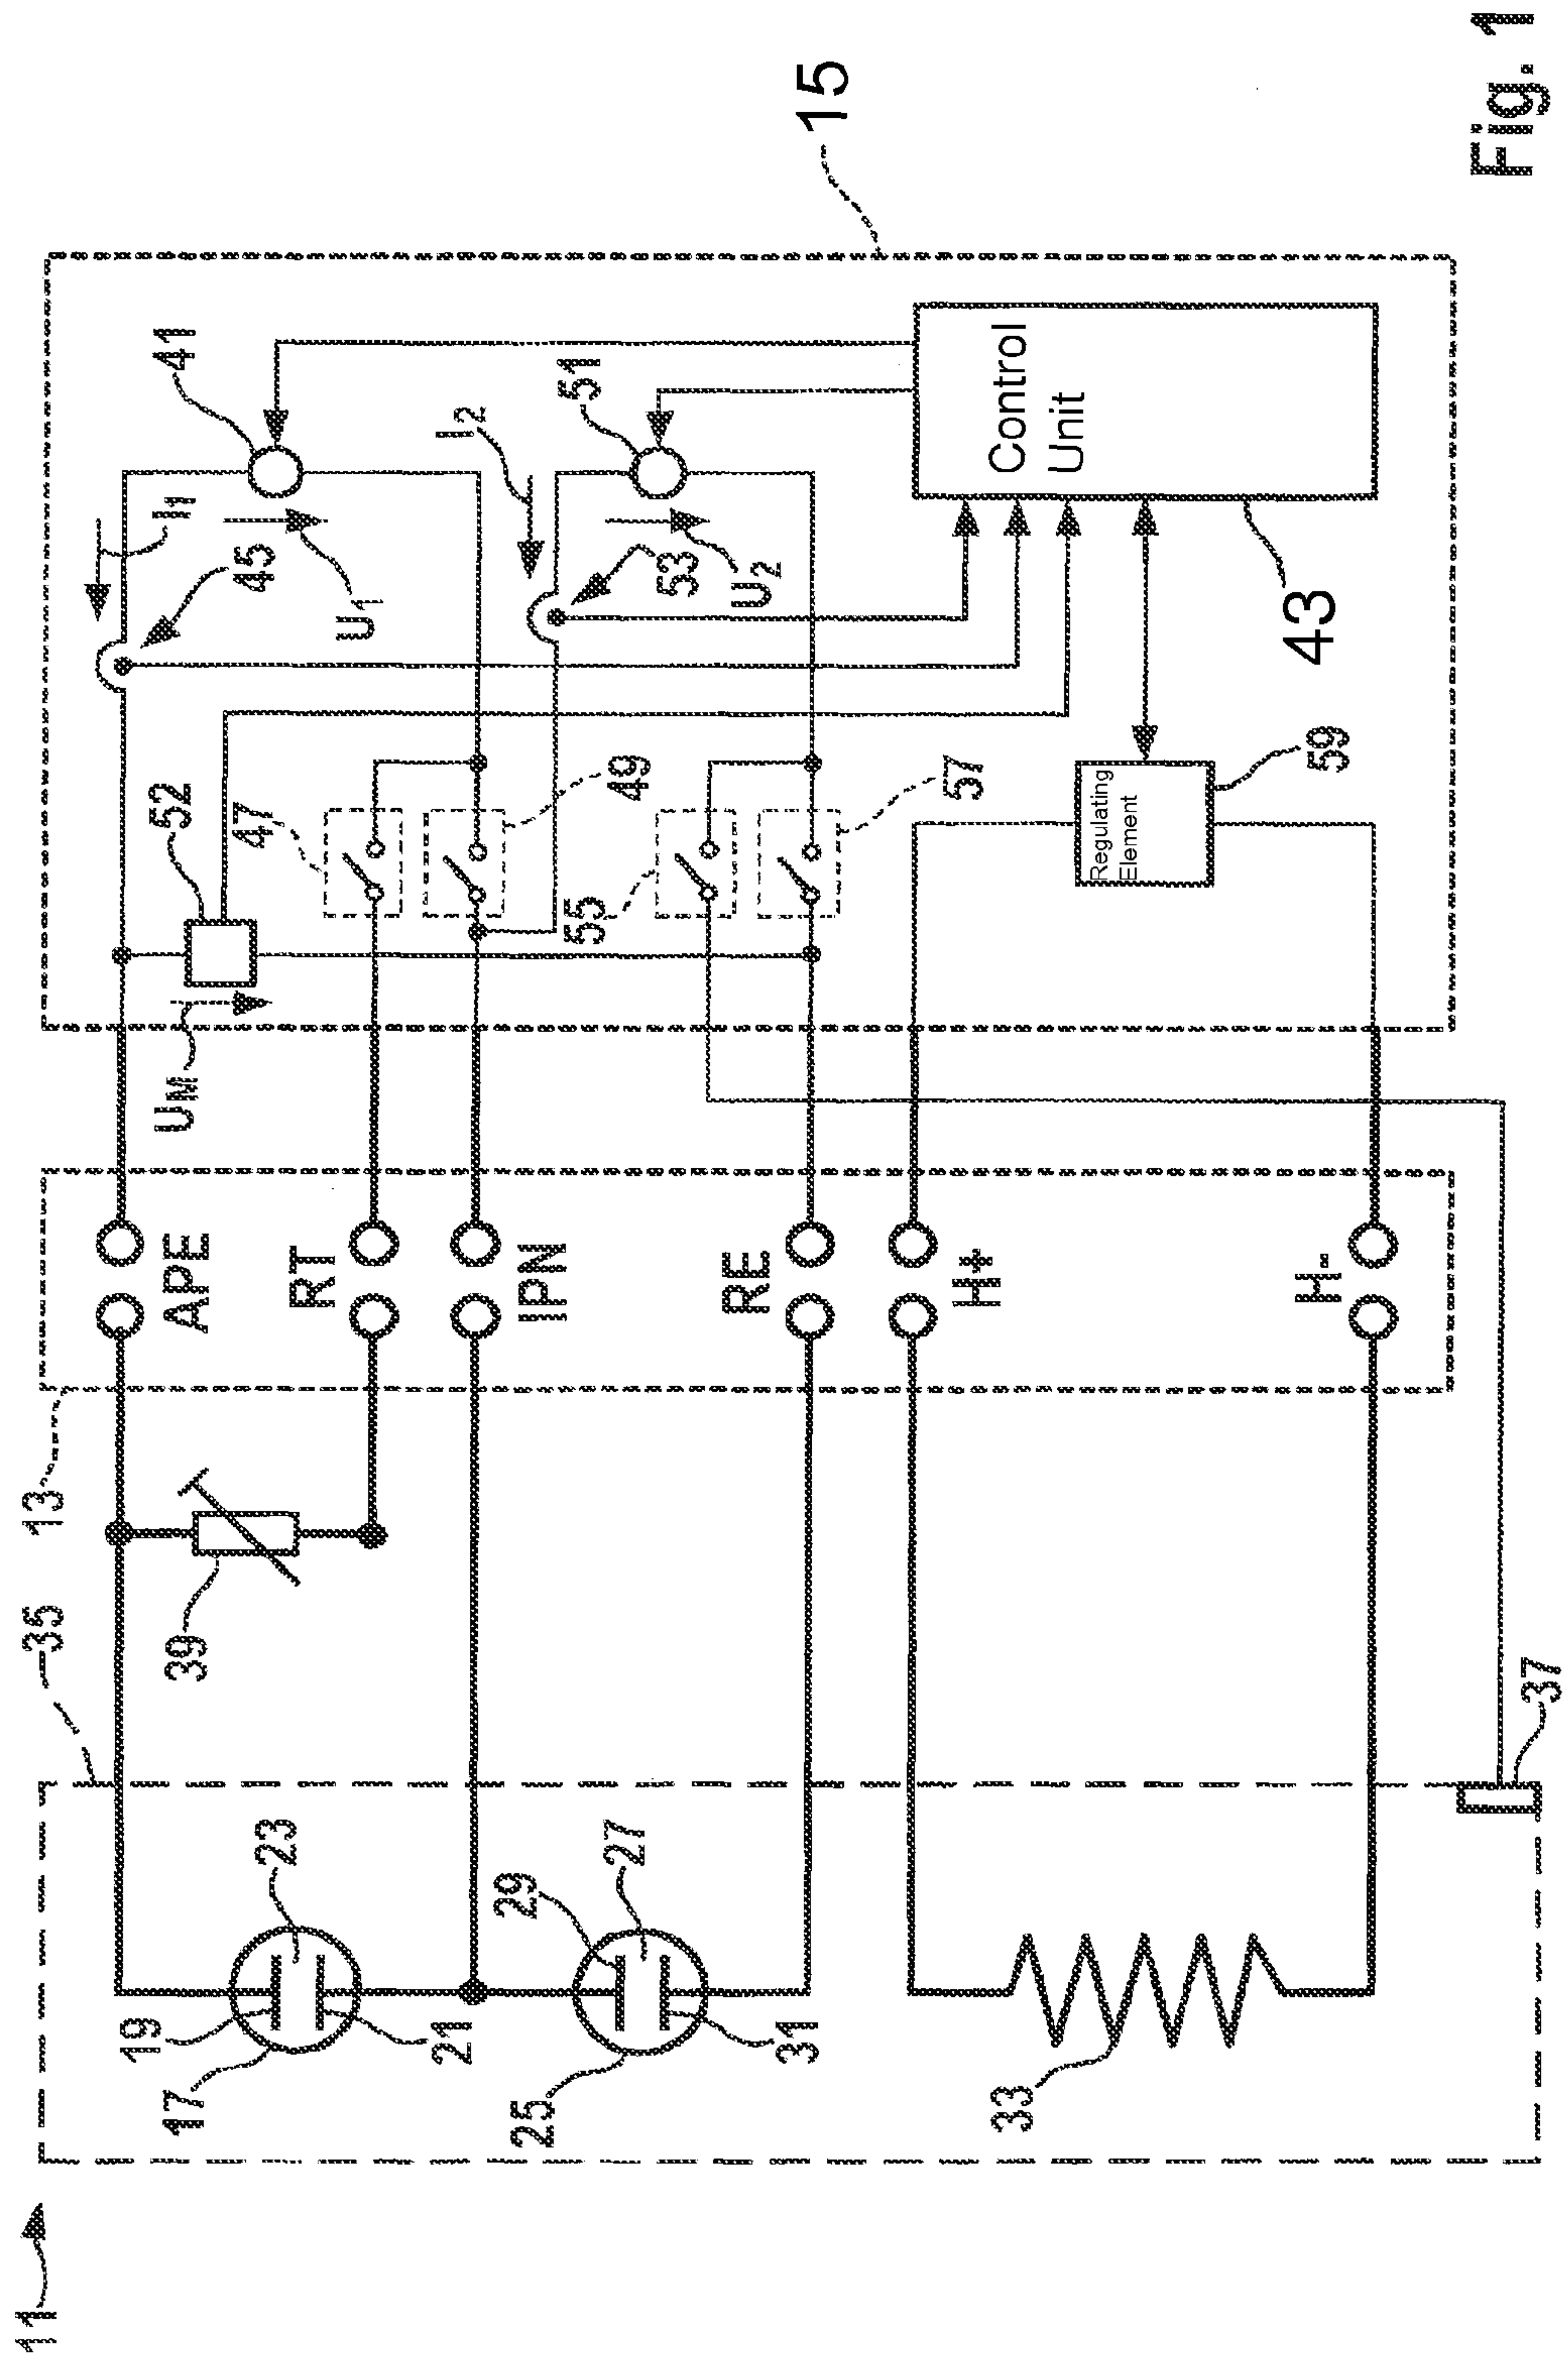 11
35
13
15
17
19
21
23
25
29
27
31
33
37
39
APE
RT
IPN
RE
H+
H-
UM
52
47
49
55
57
45
I1
41
U1
I2
51
53
U2
Control
Unit
43
Regulating
Element
59
Fig. 1